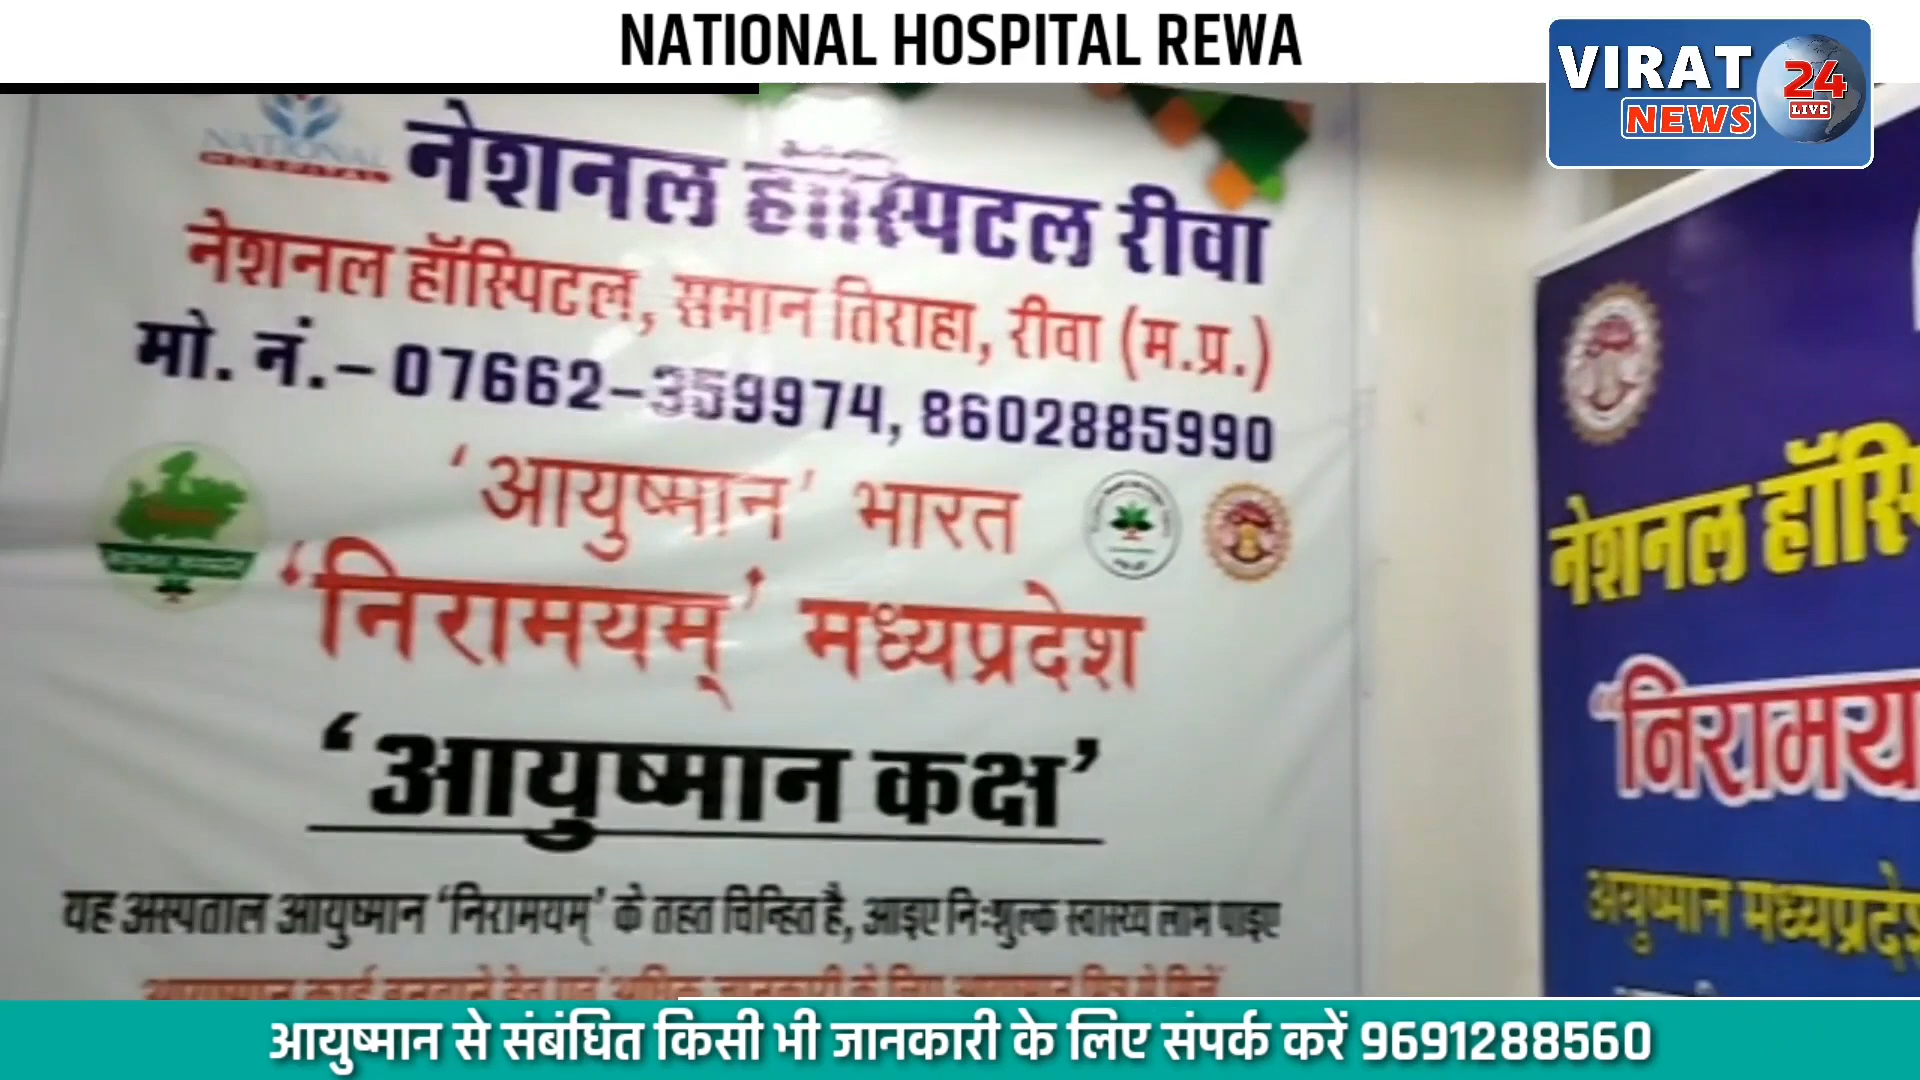 NATIONAL HOSPITAL REWA
VIRAT
NEWS
24
LIVE
NATIONAL
HOSPITAL
नेशनल हॉस्पिटल रीवा
नेशनल हॉस्पिटल, समान तिराहा, रीवा (म.प्र.)
मो. नं.– 07662–359974, 8602885990
‘आयुष्मान’ भारत
‘निरामयम्’ मध्यप्रदेश
‘आयुष्मान कक्ष’
यह अस्पताल आयुष्मान ‘निरामयम्’ के तहत चिन्हित है, आइए निःशुल्क स्वास्थ्य लाभ पाइए
नेशनल
“निरामय
आयुष्मान मध्यप्रदेश
आयुष्मान से संबंधित किसी भी जानकारी के लिए संपर्क करें 9691288560